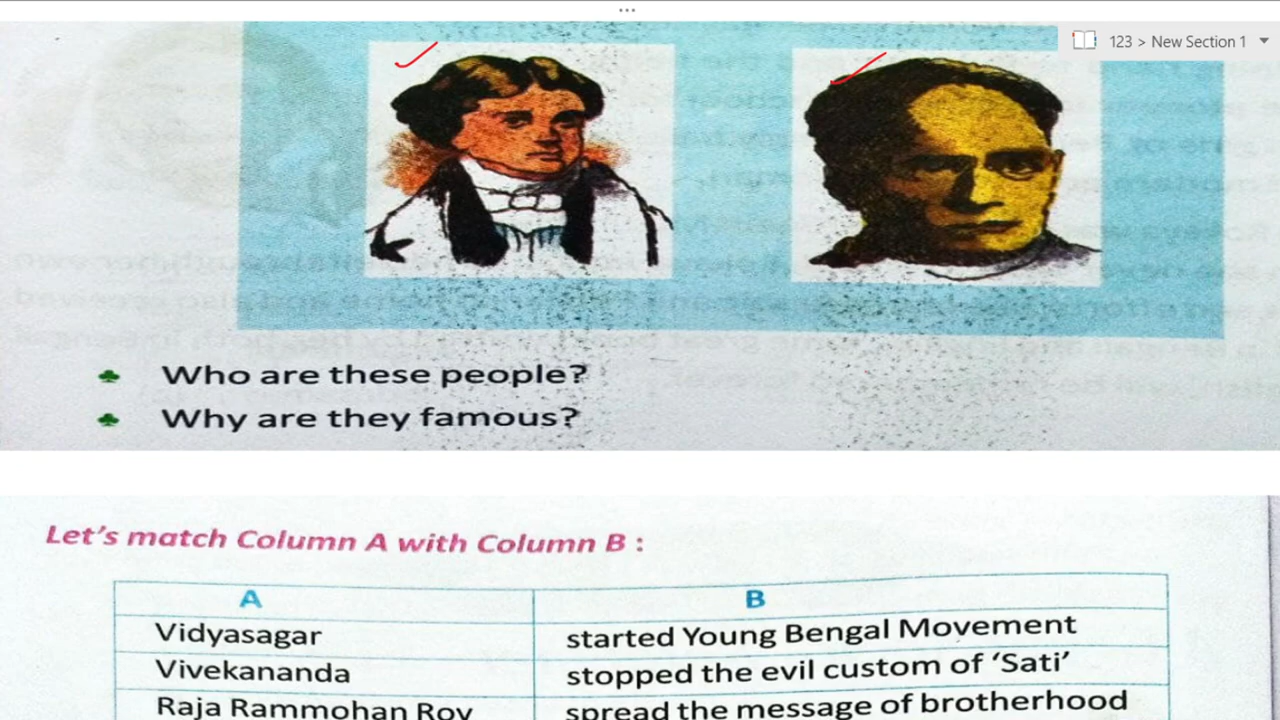 ...
123 > New Section 1
Who are these people?
Why are they famous?
Let's match Column A with Column B :
A B
Vidyasagar started Young Bengal Movement
Vivekananda stopped the evil custom of 'Sati'
Raja Rammohan Roy spread the message of brotherhood